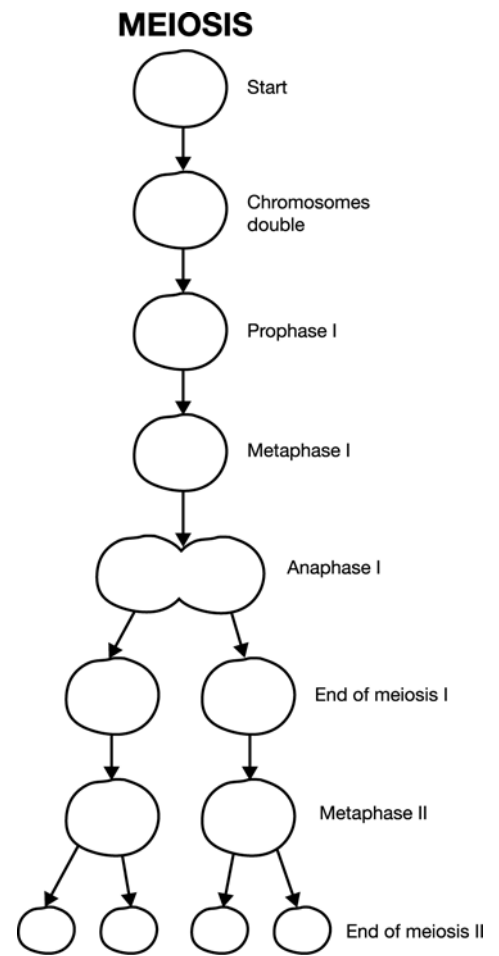 MEIOSIS
Start
Chromosomes
double
Prophase I
Metaphase I
Anaphase I
End of meiosis I
Metaphase II
End of meiosis II